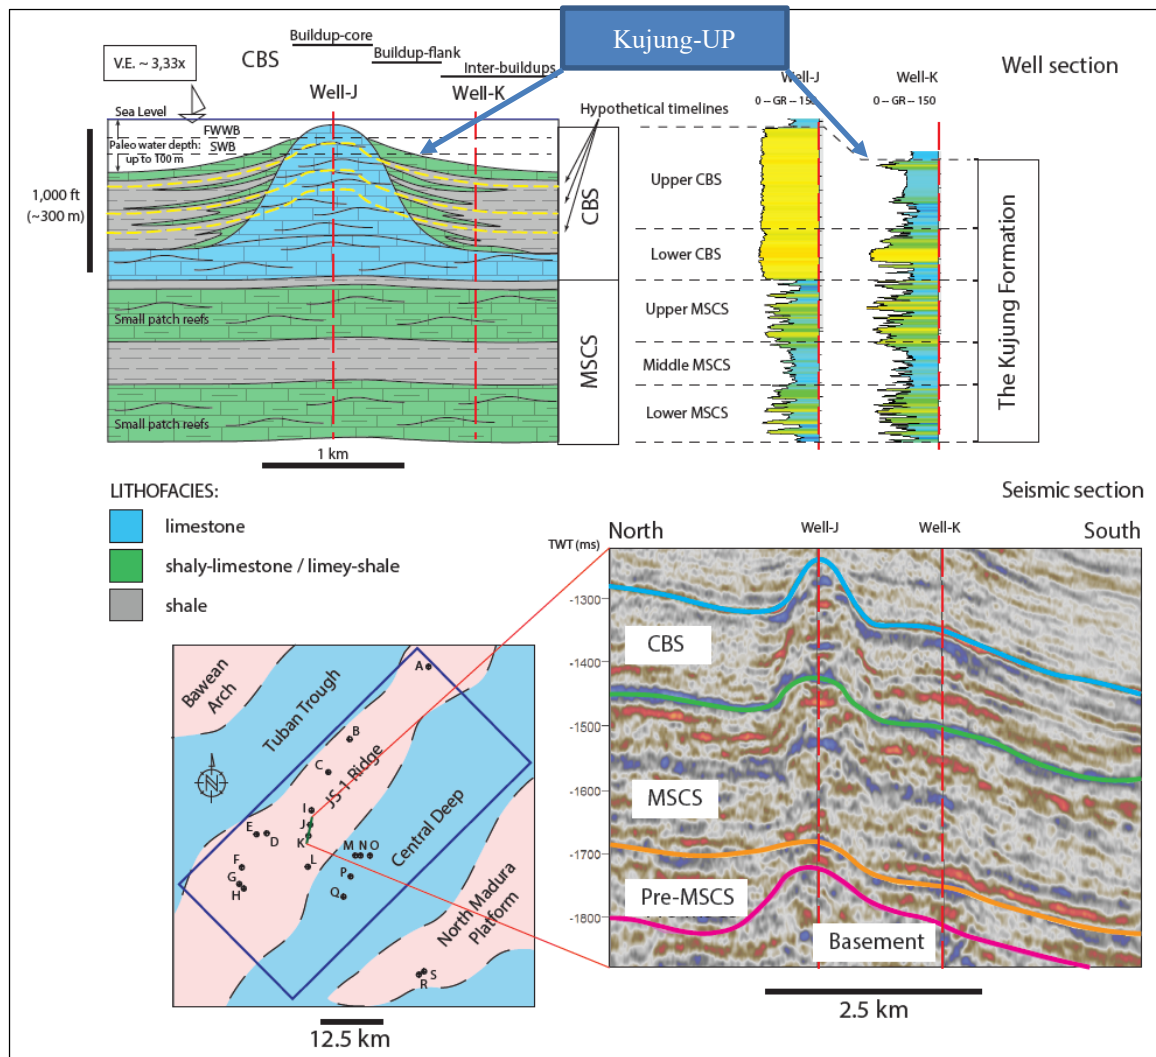 Kujung-UP
Buildup-core
CBS
Buildup-flank
Inter-buildups
V.E. ~ 3,33x
Well-J
Well-K
Sea Level
FWWB
SWB
Paleo water depth:
up to 100 m
Hypothetical timelines
1,000 ft
(~300 m)
CBS
MSCS
Small patch reefs
Small patch reefs
1 km
Well section
Well-J
Well-K
0 -- GR -- 150
0 -- GR -- 150
Upper CBS
Lower CBS
Upper MSCS
Middle MSCS
Lower MSCS
The Kujung Formation
LITHOFACIES:
limestone
shaly-limestone / limey-shale
shale
Seismic section
North
Well-J
Well-K
South
TWT (ms)
-1300
-1400
-1500
-1600
-1700
-1800
CBS
MSCS
Pre-MSCS
Basement
2.5 km
Bawean
Arch
Tuban Trough
JS-1 Ridge
Central Deep
North Madura
Platform
N
A
B
C
I
J
K
E
D
F
G
H
L
M N O
P
Q
S
R
12.5 km